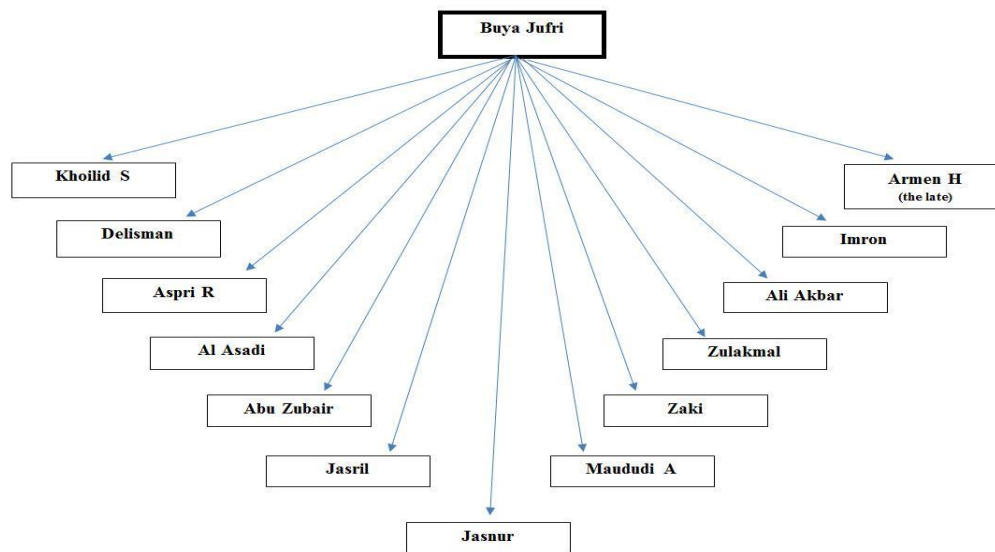 Buya Jufri
Khoilid S
Armen H
(the late)
Delisman
Imron
Aspri R
Ali Akbar
Al Asadi
Zulakmal
Abu Zubair
Zaki
Jasril
Maududi A
Jasnur